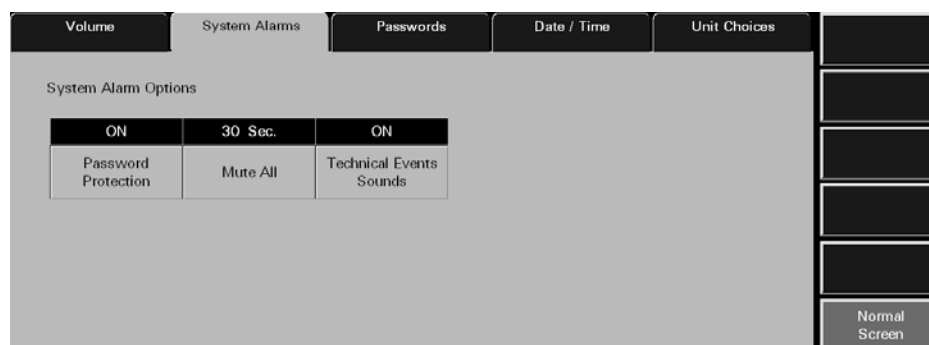 Volume
System Alarms
Passwords
Date / Time
Unit Choices
System Alarm Options
ON
30 Sec.
ON
Password
Protection
Mute All
Technical Events
Sounds
Normal
Screen